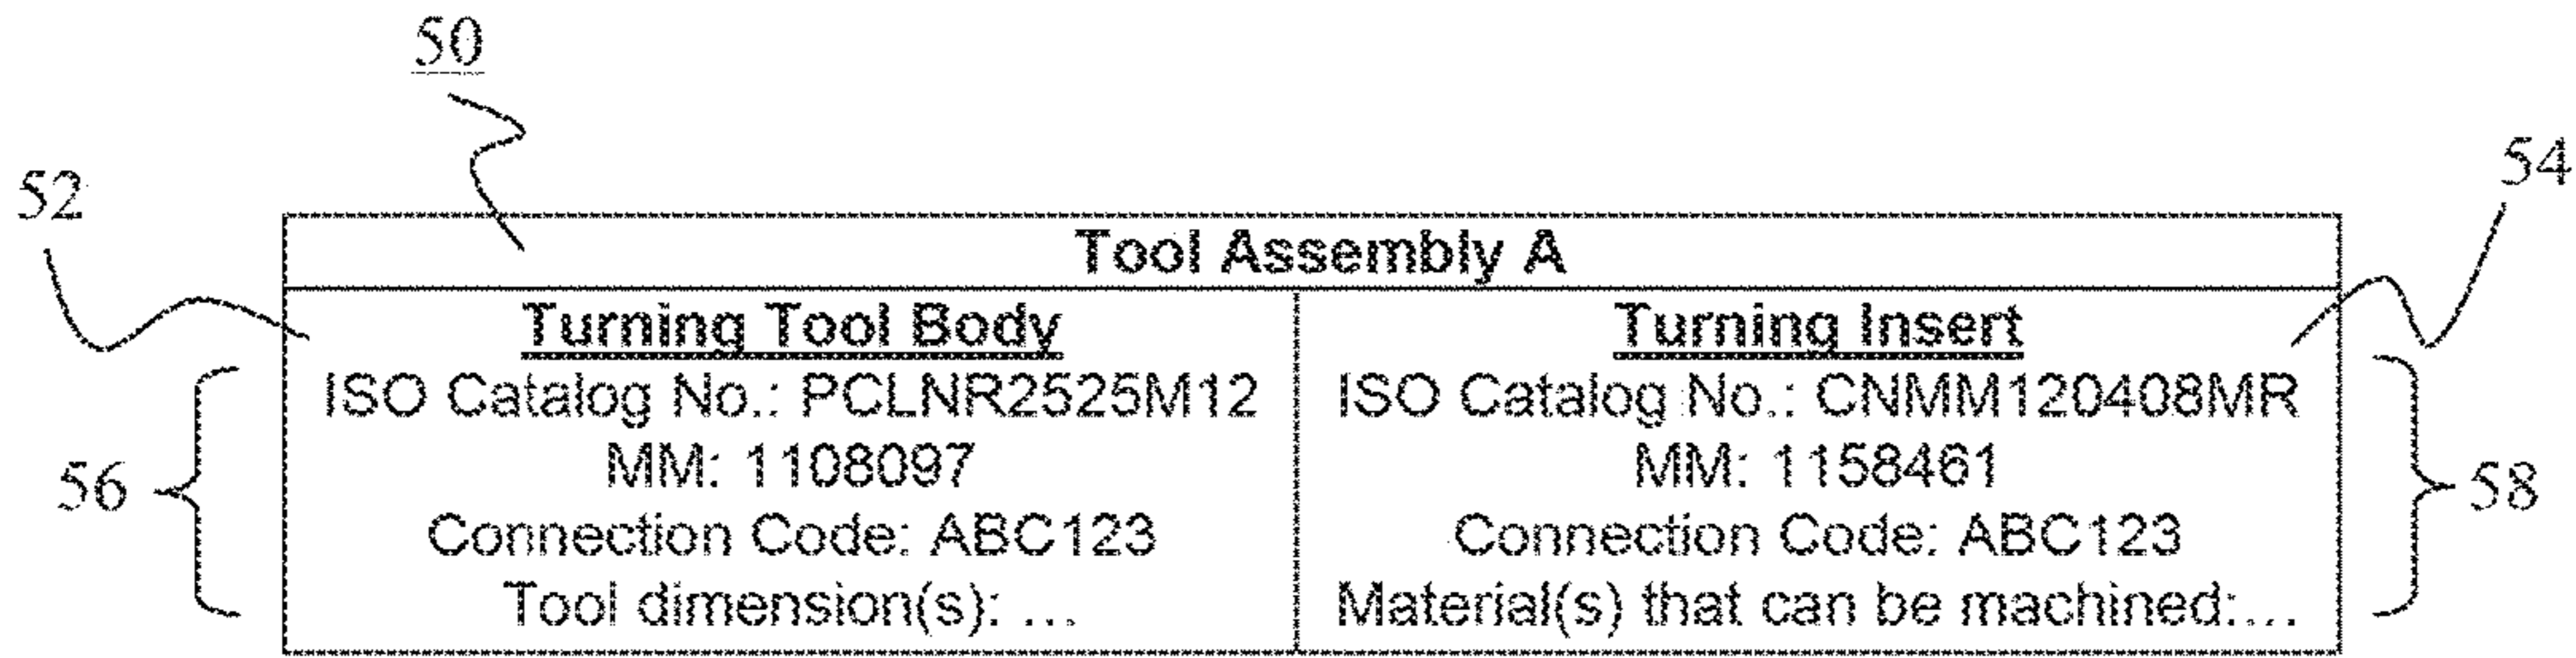 50
52
54
Tool Assembly A
Turning Tool Body
ISO Catalog No.: PCLNR2525M12
MM: 1108097
Connection Code: ABC123
Tool dimension(s): ...
56
Turning Insert
ISO Catalog No.: CNMM120408MR
MM: 1158461
Connection Code: ABC123
Material(s) that can be machined:...
58